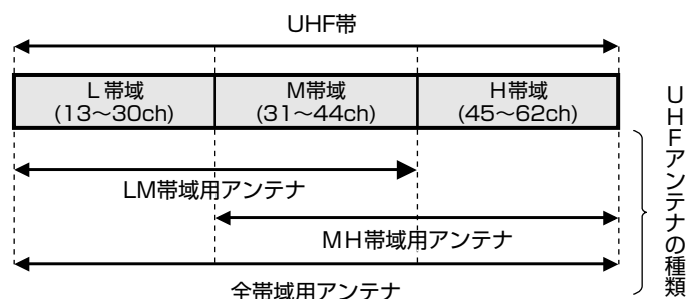 UHF帯
L帯域
(13～30ch)
M帯域
(31～44ch)
H帯域
(45～62ch)
LM帯域用アンテナ
MH帯域用アンテナ
全帯域用アンテナ
UHFアンテナの種類